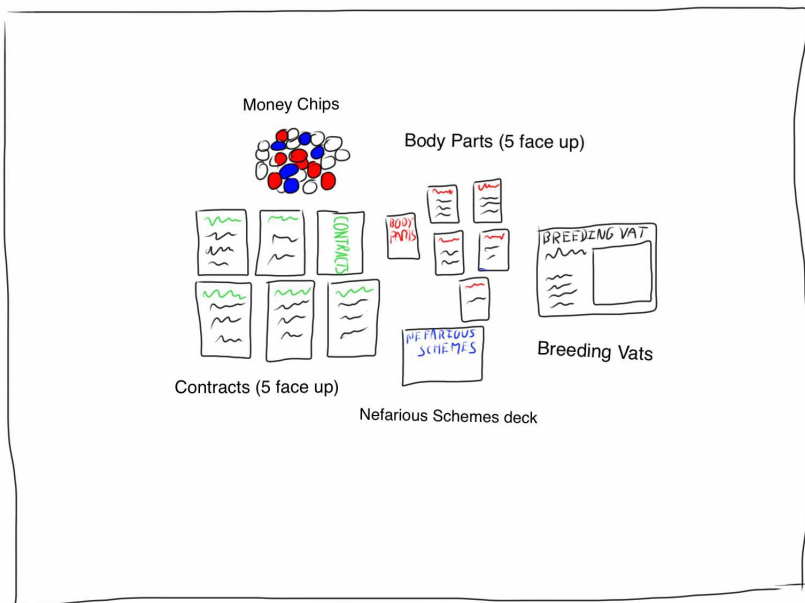 Money Chips
Body Parts (5 face up)
CONTRACTS
BODY
PARTS
BREEDING VAT
NEFARIOUS
SCHEMES
Breeding Vats
Contracts (5 face up)
Nefarious Schemes deck